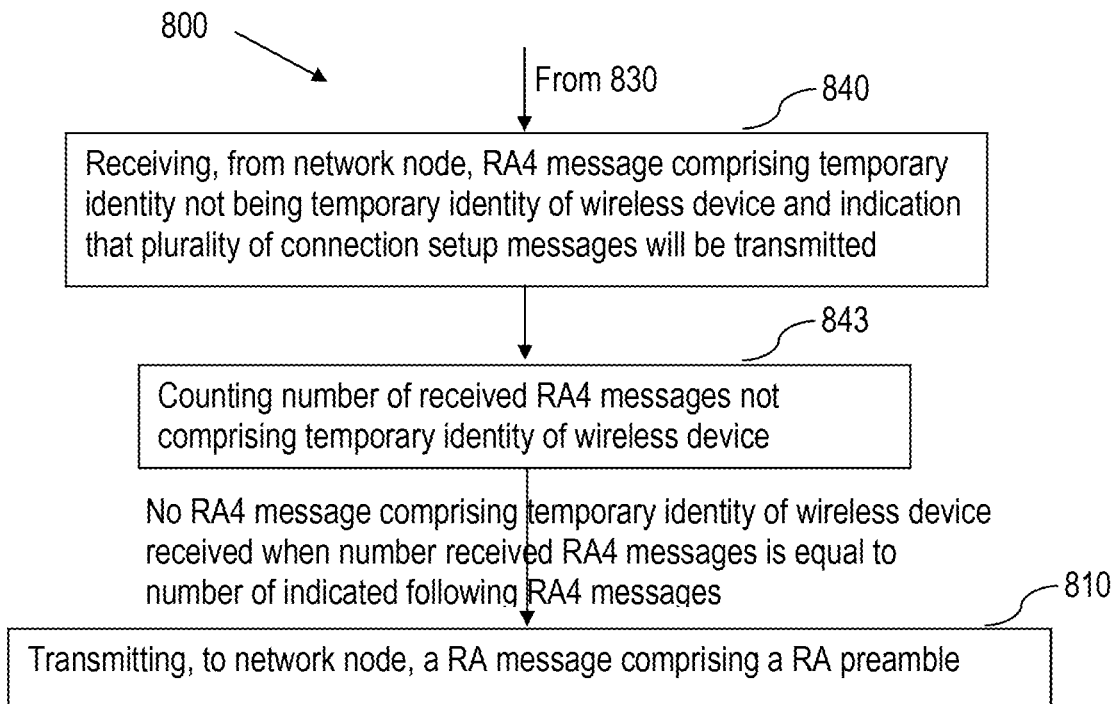 800
From 830
840
Receiving, from network node, RA4 message comprising temporary
identity not being temporary identity of wireless device and indication
that plurality of connection setup messages will be transmitted
843
Counting number of received RA4 messages not
comprising temporary identity of wireless device
No RA4 message comprising temporary identity of wireless device
received when number received RA4 messages is equal to
number of indicated following RA4 messages
810
Transmitting, to network node, a RA message comprising a RA preamble